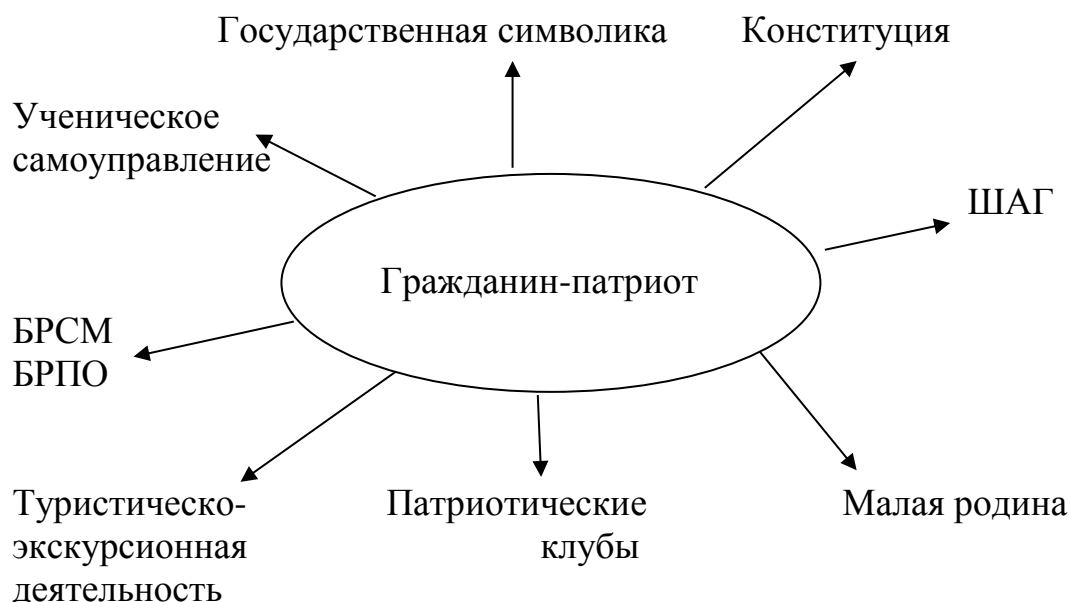 Государственная символика
Конституция
Ученическое
самоуправление
ШАГ
Гражданин-патриот
БРСМ
БРПО
Туристическо-
экскурсионная
деятельность
Патриотические
клубы
Малая родина